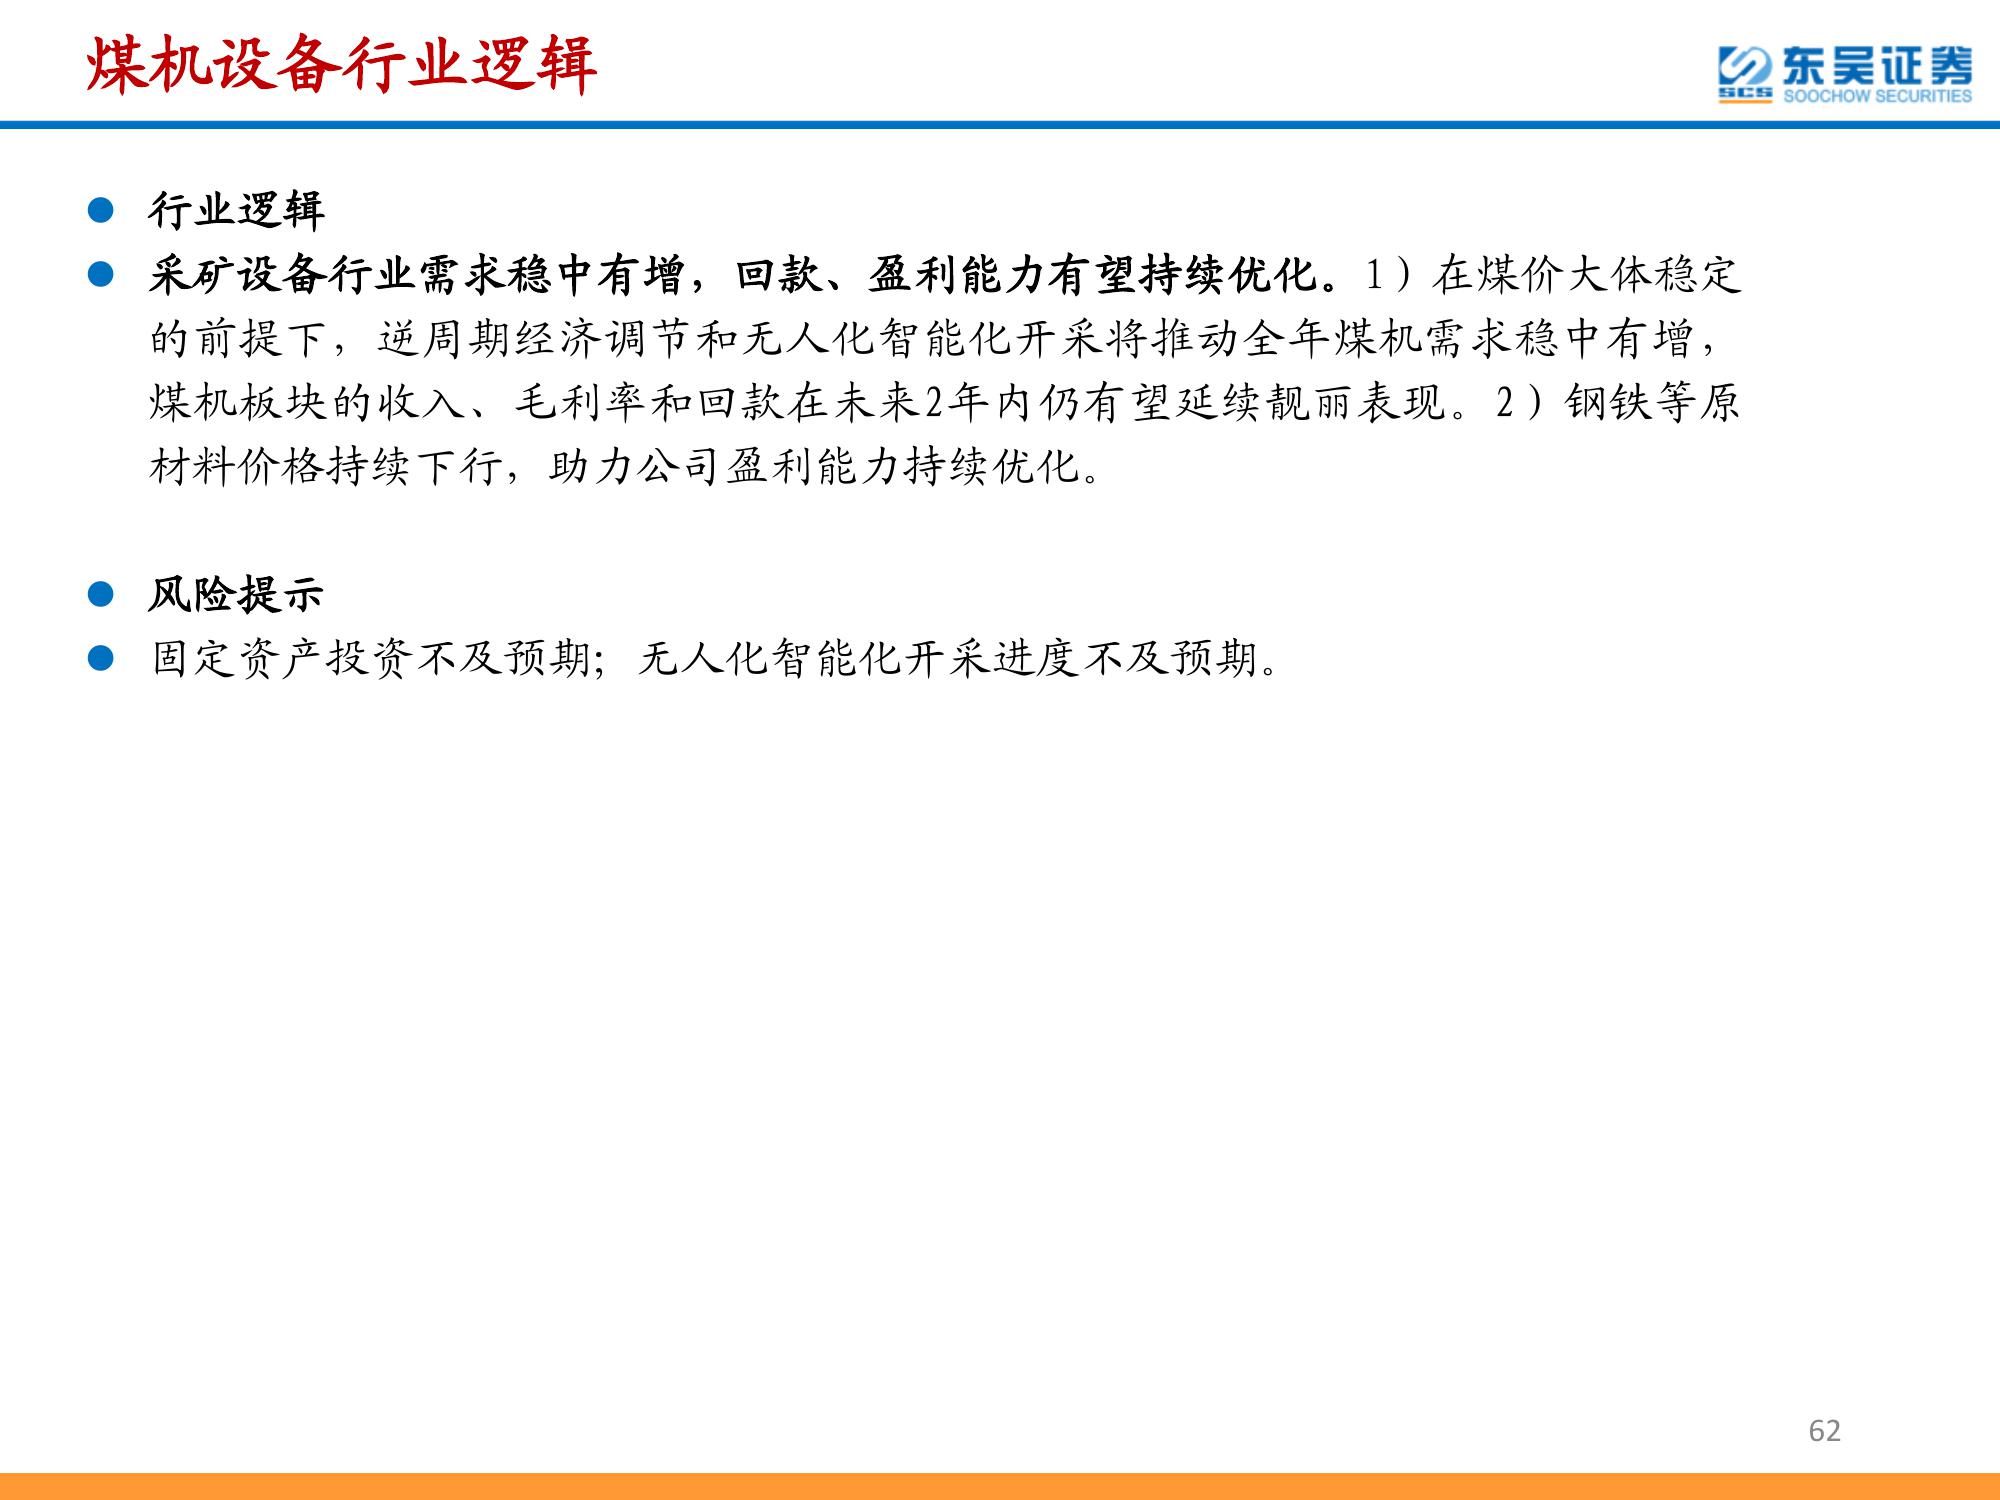 煤机设备行业逻辑
SCS
东吴证券
SOOCHOW SECURITIES
行业逻辑
采矿设备行业需求稳中有增，回款、盈利能力有望持续优化。1）在煤价大体稳定
的前提下，逆周期经济调节和无人化智能化开采将推动全年煤机需求稳中有增，
煤机板块的收入、毛利率和回款在未来2年内仍有望延续靓丽表现。2）钢铁等原
材料价格持续下行，助力公司盈利能力持续优化。
风险提示
固定资产投资不及预期；无人化智能化开采进度不及预期。
62